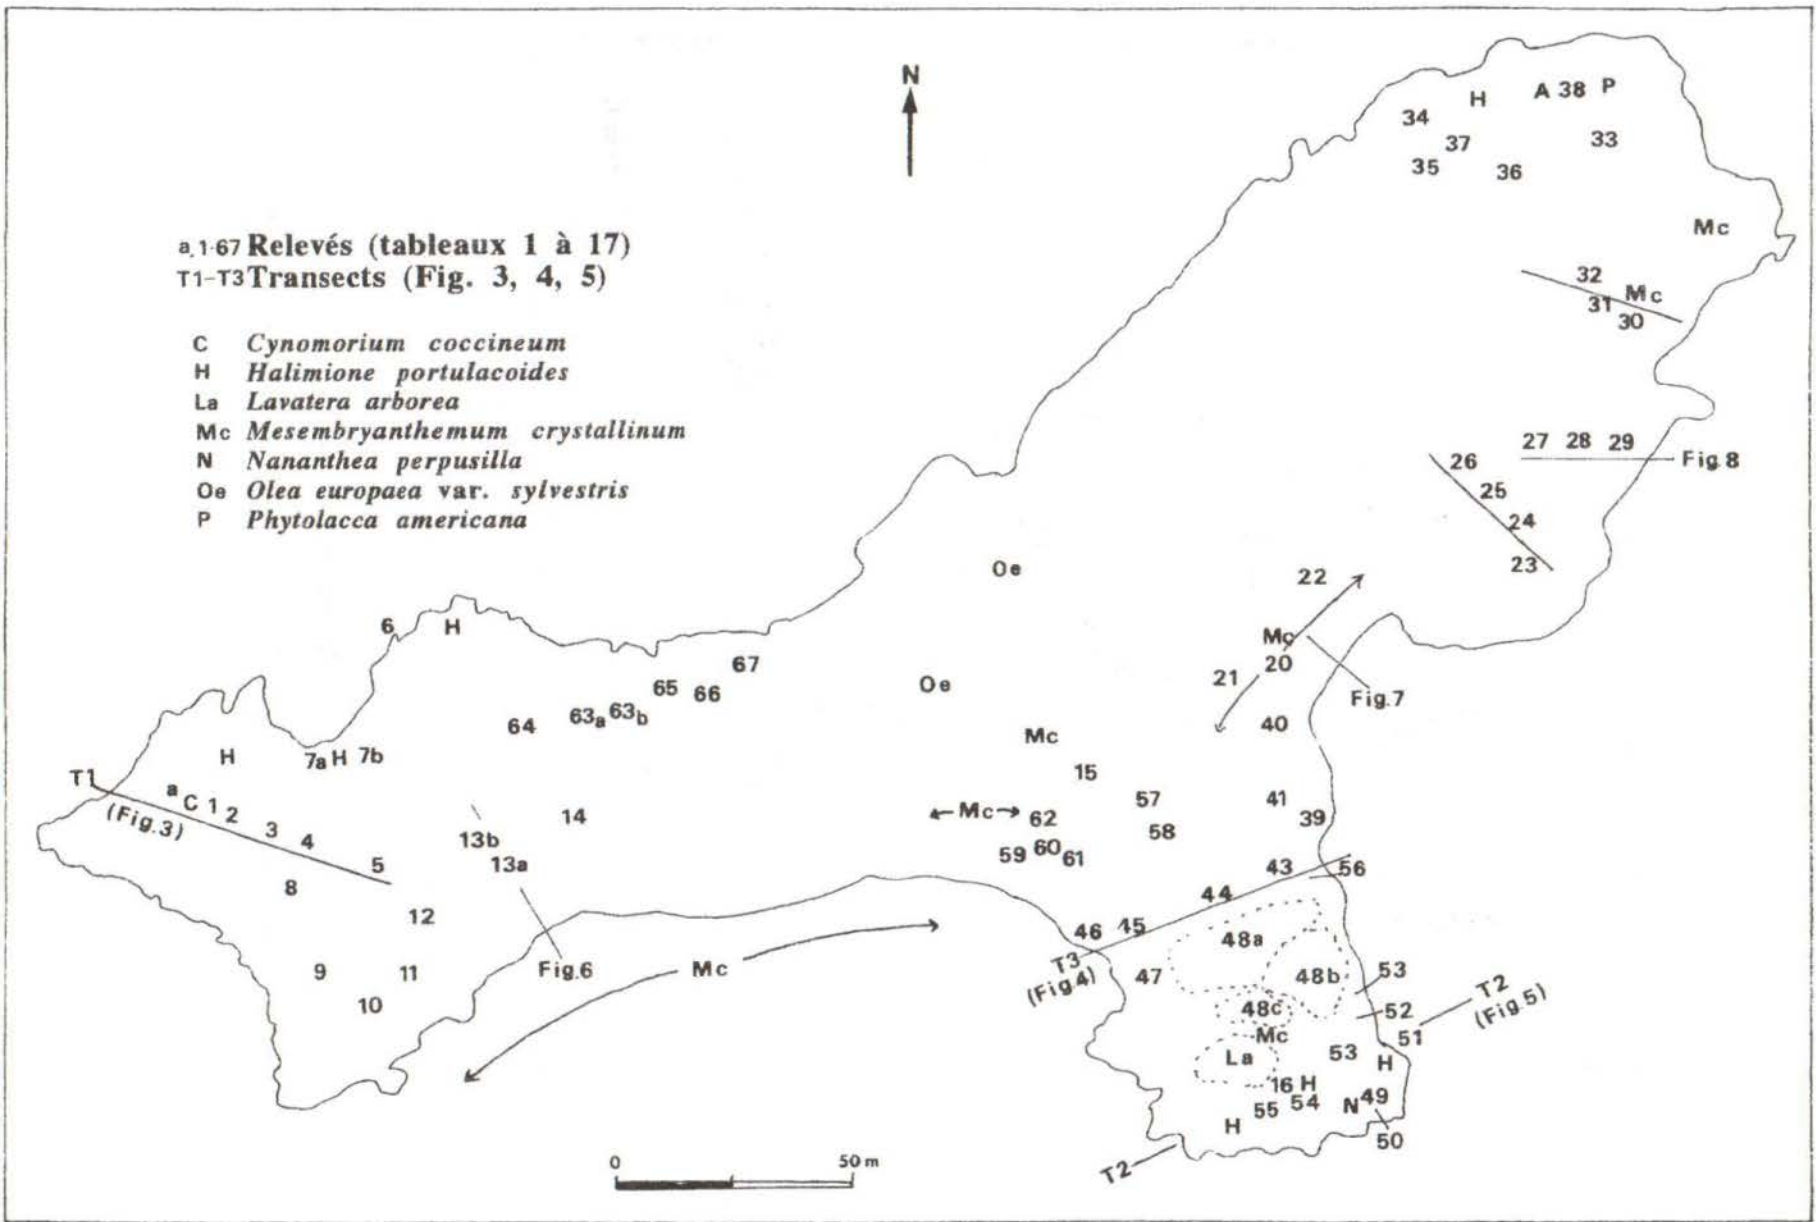 N
a,1-67 Relevés (tableaux 1 à 17)
T1-T3 Transects (Fig. 3, 4, 5)
C Cynomorium coccineum
H Halimione portulacoides
La Lavatera arborea
Mc Mesembryanthemum crystallinum
N Nananthea perpusilla
Oe Olea europaea var. sylvestris
P Phytolacca americana
H A 38 P
34 37 33
35 36
Mc
32 Mc
31 30
27 28 29
26 Fig.8
25
24
23
Oe 22
6 H
Mc
20
67
65 66 Oe 21 Fig.7
64 63a 63b 40
H 7a H 7b Mc
T1 15
a C 1 2 3 4 5
(Fig.3)
14 Mc 62 57 41 39
13b 13a 59 60 61 58
8 43 56
12 44
46 45 48a
9 11 Fig.6 Mc T3 47 48b 53
(Fig.4) T2
10 48c 52 (Fig.5)
Mc 51
La 53 H
16 H
55 54 N 49
H 50
T2
0 50 m